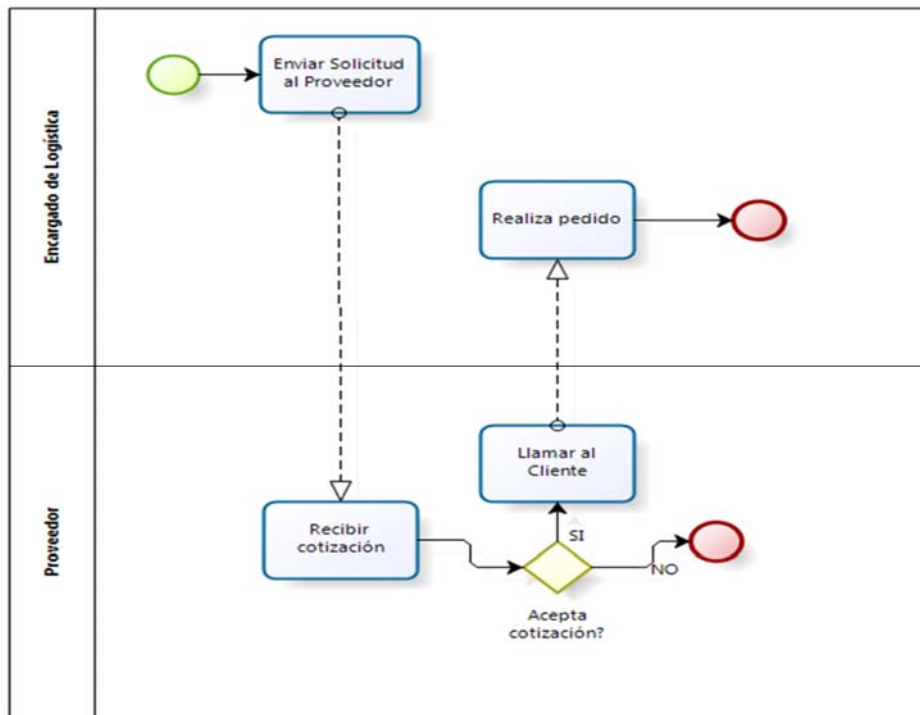 Encargado de Logística
Enviar Solicitud
al Proveedor
Realiza pedido
Proveedor
Llamar al
Cliente
Recibir
cotización
SI
NO
Acepta
cotización?